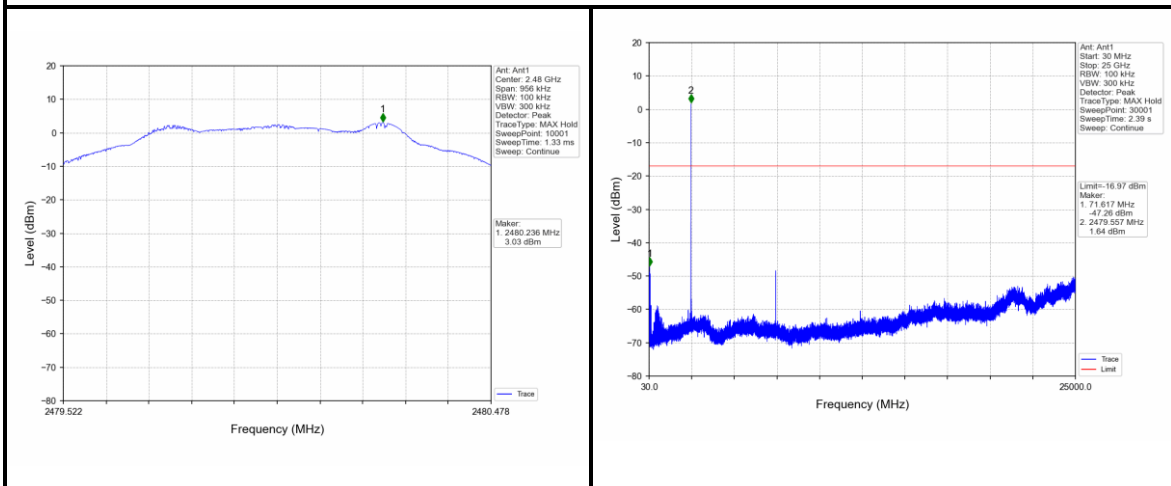 20
10
0
−10
−20
−30
−40
−50
−60
−70
−80
Level (dBm)
1
2479.522
2480.478
Frequency (MHz)
Ant: Ant1
Center: 2.48 GHz
Span: 956 kHz
RBW: 100 kHz
VBW: 300 kHz
Detector: Peak
TraceType: MAX Hold
SweepPoint: 10001
SweepTime: 1.33 ms
Sweep: Continue
Maker:
1. 2480.236 MHz
3.03 dBm
Trace
20
10
0
−10
−20
−30
−40
−50
−60
−70
−80
Level (dBm)
1
2
30.0
25000.0
Frequency (MHz)
Ant: Ant1
Start: 30 MHz
Stop: 25 GHz
RBW: 100 kHz
VBW: 300 kHz
Detector: Peak
TraceType: MAX Hold
SweepPoint: 30001
SweepTime: 2.39 s
Sweep: Continue
Limit=-16.97 dBm
Maker:
1. 71.617 MHz
-47.26 dBm
2. 2479.557 MHz
1.64 dBm
Trace
Limit